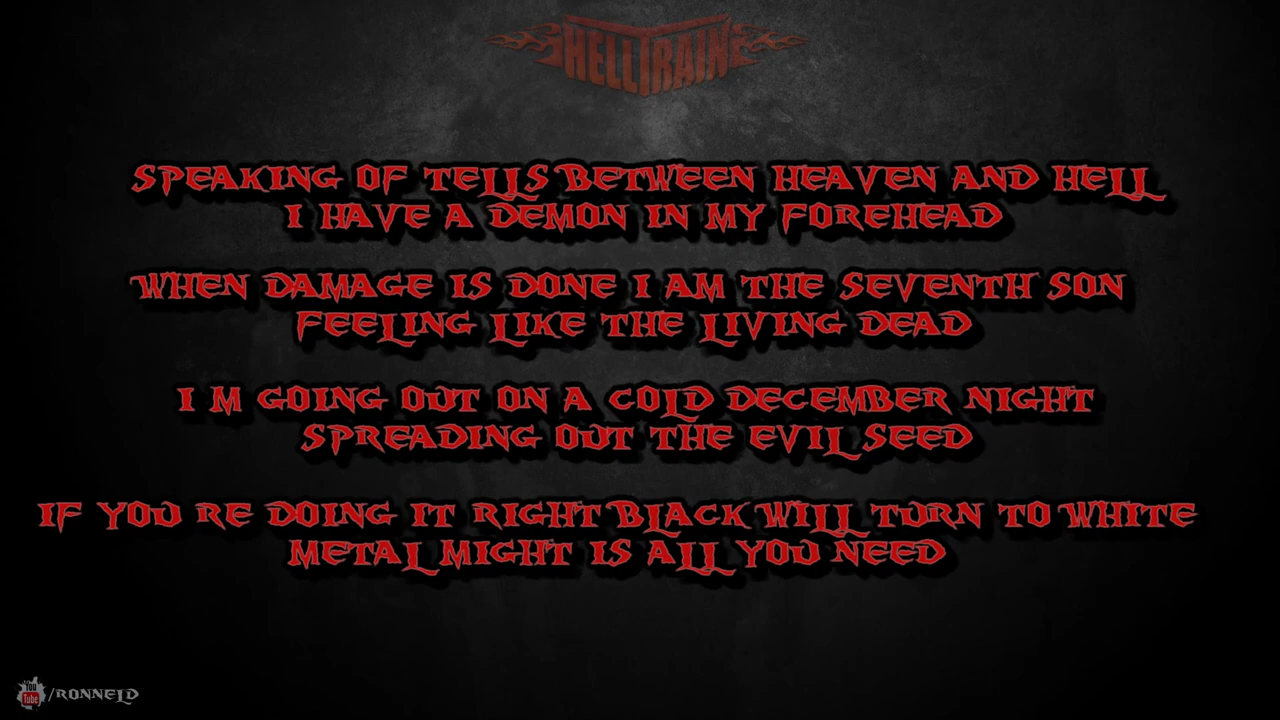 HELLTRAIN
SPEAKING OF TELLS BETWEEN HEAVEN AND HELL
I HAVE A DEMON IN MY FOREHEAD
WHEN DAMAGE IS DONE I AM THE SEVENTH SON
FEELING LIKE THE LIVING DEAD
I M GOING OUT ON A COLD DECEMBER NIGHT
SPREADING OUT THE EVIL SEED
IF YOU RE DOING IT RIGHT BLACK WILL TURN TO WHITE
METAL MIGHT IS ALL YOU NEED
You Tube /RONNELD